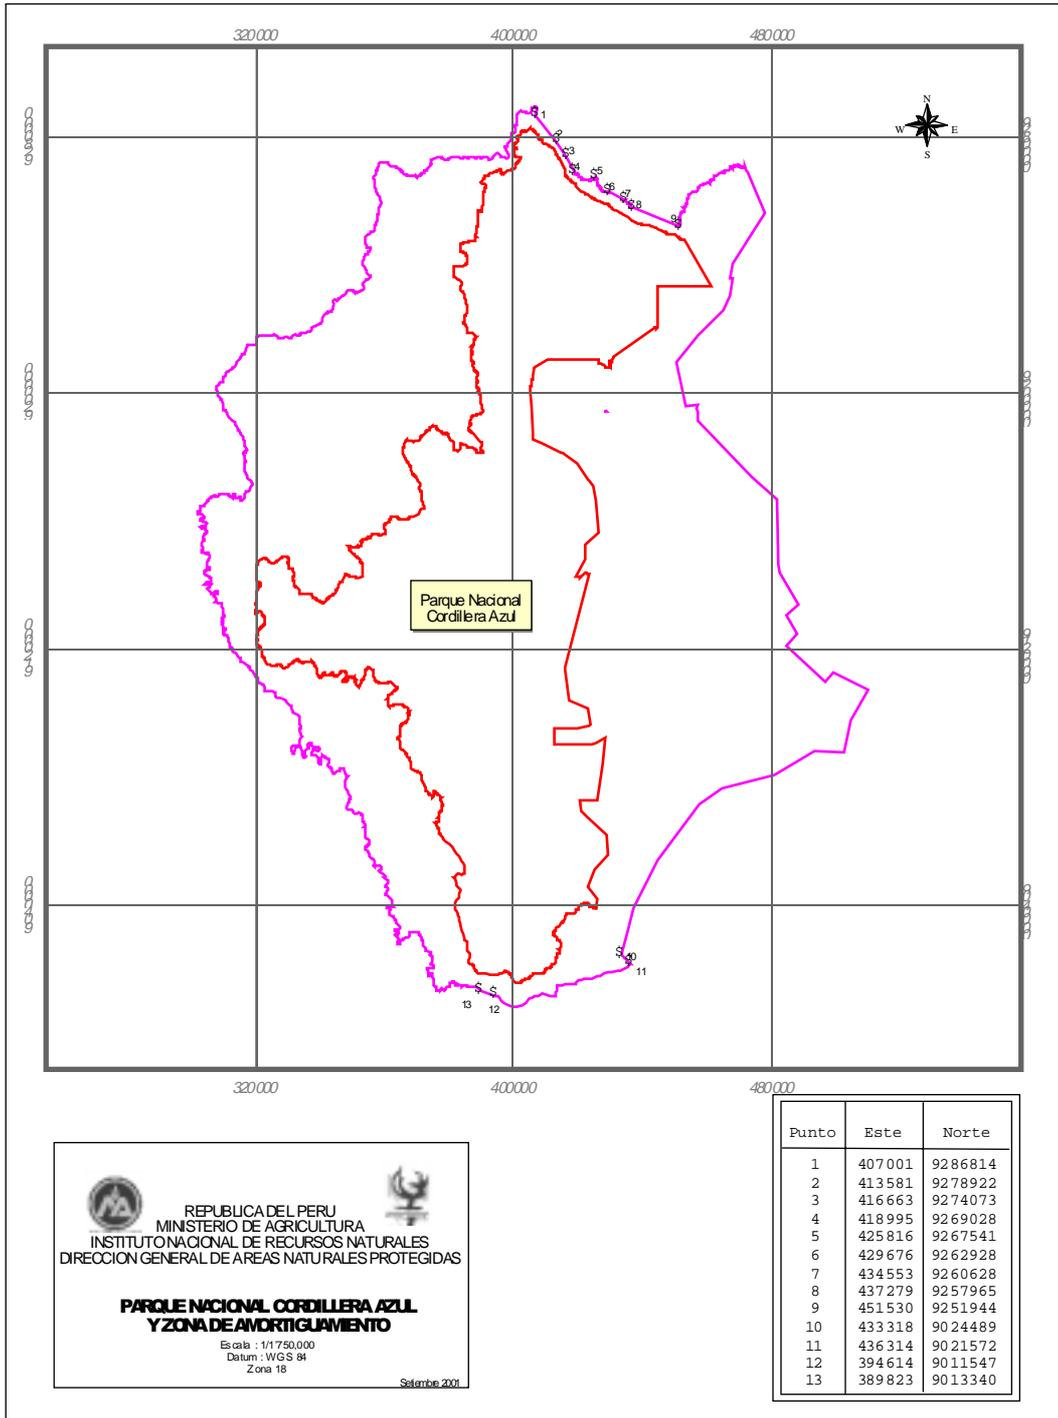 320000 400000 480000
N
W E
S
1
2
3
4
5
6
7
8
9
Parque Nacional
Cordillera Azul
10
11
13
12
320000 400000 480000
Punto Este Norte
1 407001 9286814
2 413581 9278922
3 416663 9274073
4 418995 9269028
5 425816 9267541
6 429676 9262928
7 434553 9260628
8 437279 9257965
9 451530 9251944
10 433318 9024489
11 436314 9021572
12 394614 9011547
13 389823 9013340
REPUBLICA DEL PERU
MINISTERIO DE AGRICULTURA
INSTITUTO NACIONAL DE RECURSOS NATURALES
DIRECCION GENERAL DE AREAS NATURALES PROTEGIDAS
PARQUE NACIONAL CORDILLERA AZUL
Y ZONA DE AMORTIGUAMIENTO
Escala : 1/1'750,000
Datum : WGS 84
Zona 18
Setiembre 2001